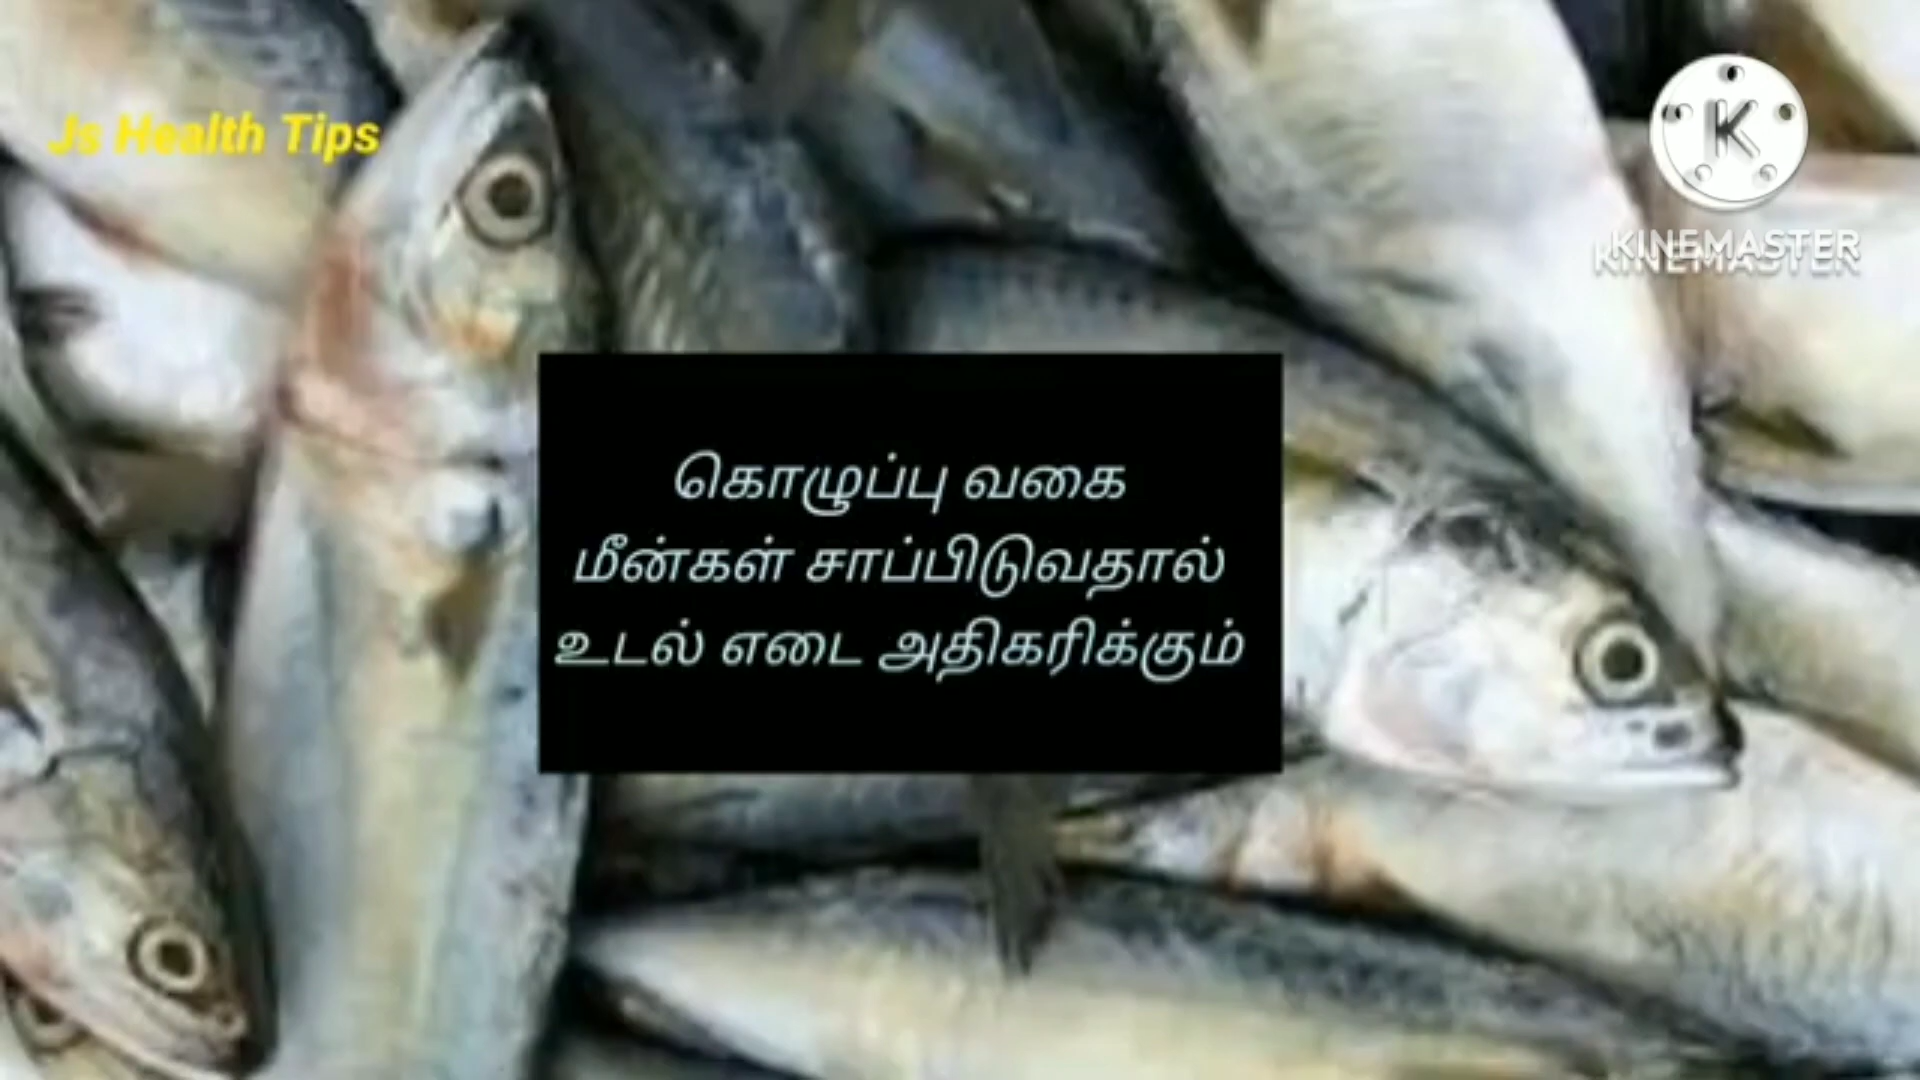 Js Health Tips
KINEMASTER
கொழுப்பு வகை
மீன்கள் சாப்பிடுவதால்
உடல் எடை அதிகரிக்கும்